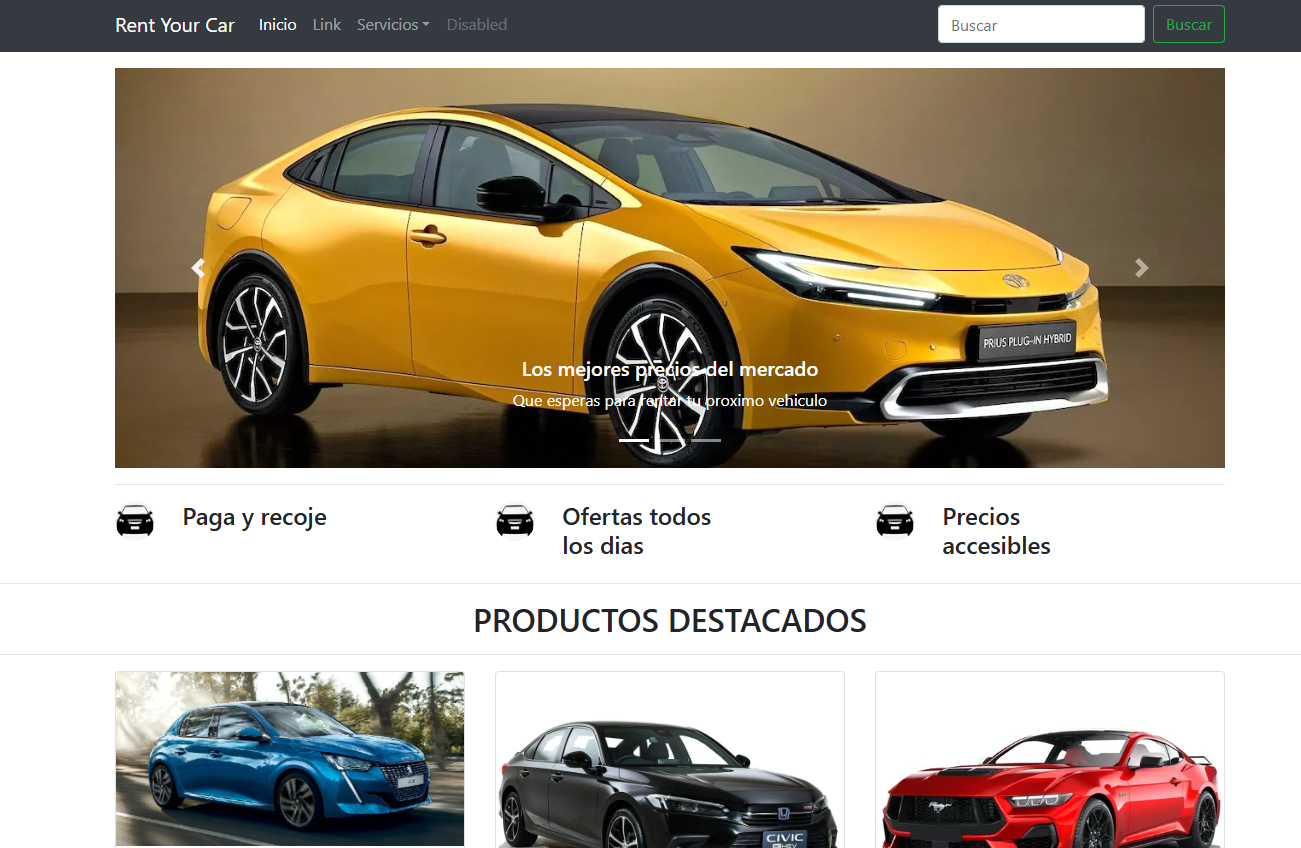 Rent Your Car Inicio Link Servicios Disabled Buscar Buscar
PRIUS PLUG-IN HYBRID
Los mejores precios del mercado
Que esperas para rentar tu proximo vehiculo
Paga y recoje
Ofertas todos
los dias
Precios
accesibles
PRODUCTOS DESTACADOS
CIVIC
e:HEV